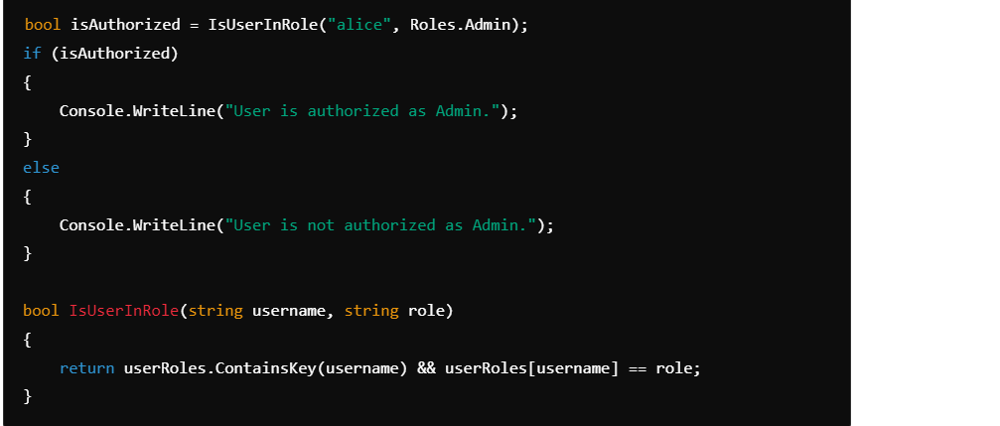 bool isAuthorized = IsUserInRole("alice", Roles.Admin);
if (isAuthorized)
{
    Console.WriteLine("User is authorized as Admin.");
}
else
{
    Console.WriteLine("User is not authorized as Admin.");
}

bool IsUserInRole(string username, string role)
{
    return userRoles.ContainsKey(username) && userRoles[username] == role;
}